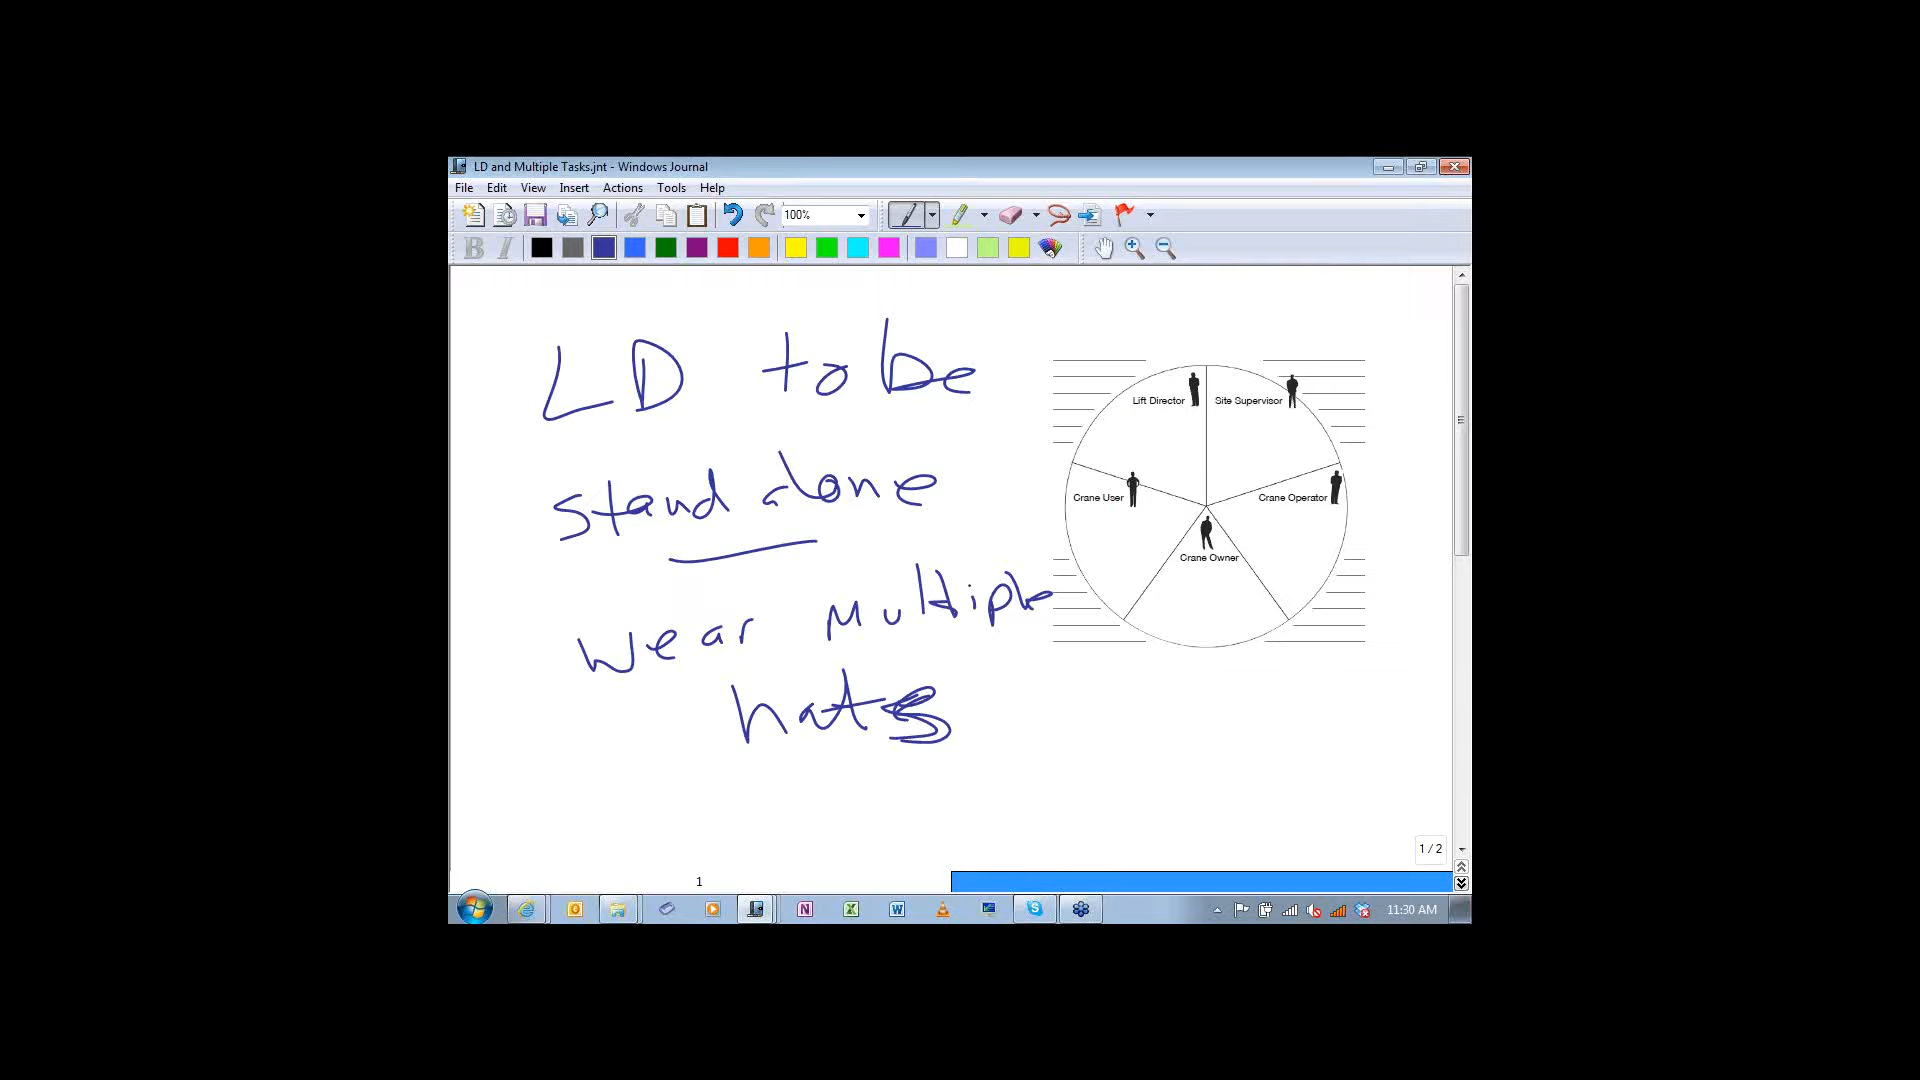 LD and Multiple Tasks.jnt - Windows Journal
File Edit View Insert Actions Tools Help
100%
B I
LD to be
stand alone
wear Multiple
hats
Lift Director
Site Supervisor
Crane User
Crane Operator
Crane Owner
1 / 2
1
11:30 AM